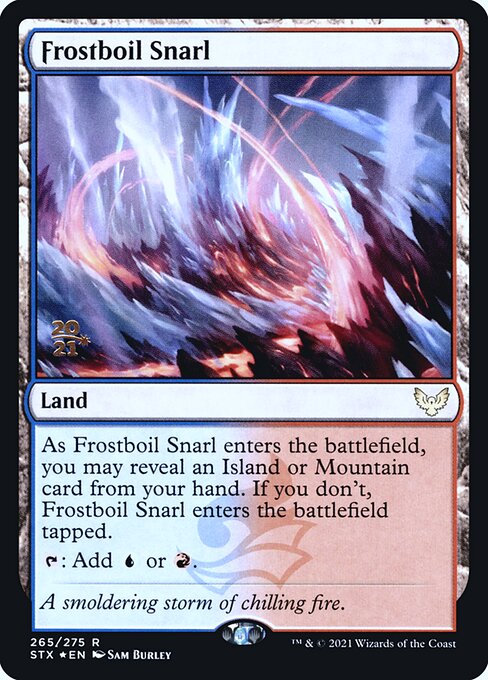 Frostboil Snarl
20
21
Land
As Frostboil Snarl enters the battlefield,
you may reveal an Island or Mountain
card from your hand. If you don't,
Frostboil Snarl enters the battlefield
tapped.
: Add or .
A smoldering storm of chilling fire.
265/275 R
STX ★ EN Sam Burley
™ & © 2021 Wizards of the Coast